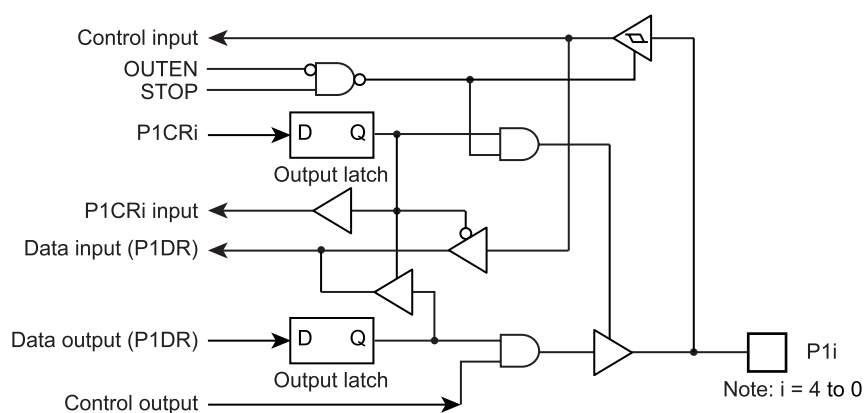 Control input
OUTEN
STOP
P1CRi
D Q
Output latch
P1CRi input
Data input (P1DR)
Data output (P1DR)
D Q
Output latch
Control output
P1i
Note: i = 4 to 0